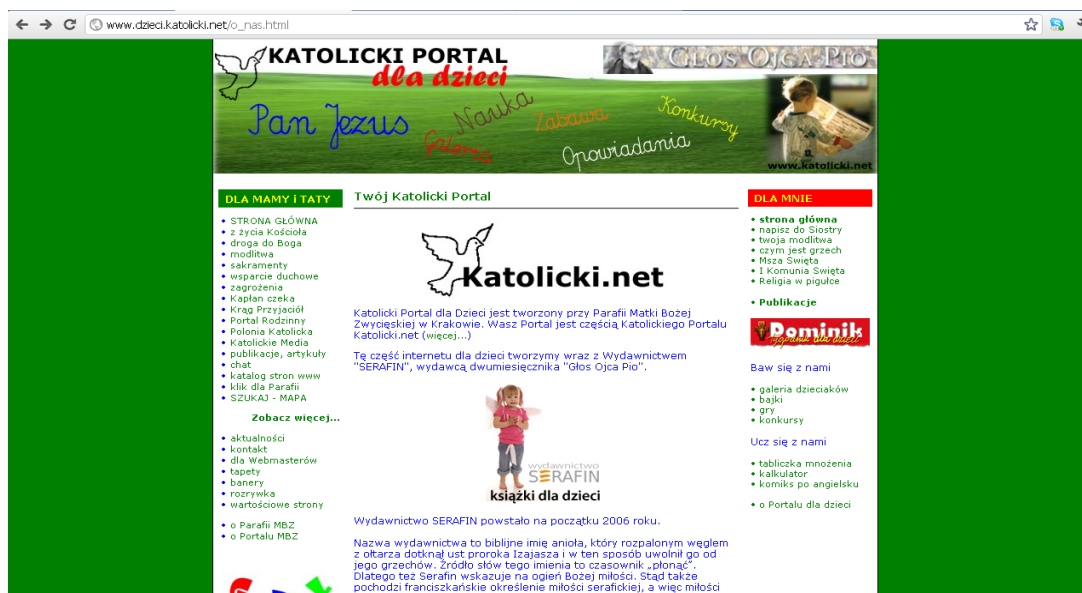 www.dzieci.katolicki.net/o_nas.html
KATOLICKI PORTAL
dla dzieci
GŁOS OJCA PIO
Pan Jezus
Nauka
Galeria
Zabawa
Konkursy
Opowiadania
www.katolicki.net
DLA MAMY i TATY
• STRONA GŁÓWNA
• z życia Kościoła
• droga do Boga
• modlitwa
• sakramenty
• wsparcie duchowe
• zagrożenia
• Kapłan czeka
• Krąg Przyjaciół
• Portal Rodzinny
• Polonia Katolicka
• Katolickie Media
• publikacje, artykuły
• chat
• katalog stron www
• klik dla Parafii
• SZUKAJ - MAPA
Zobacz więcej...
• aktualności
• kontakt
• dla Webmasterów
• tapety
• banery
• rozrywka
• wartościowe strony
• o Parafii MBZ
• o Portalu MBZ
Twój Katolicki Portal
Katolicki.net
Katolicki Portal dla Dzieci jest tworzony przy Parafii Matki Bożej
Zwycięskiej w Krakowie. Wasz Portal jest częścią Katolickiego Portalu
Katolicki.net (więcej...)
Tę część internetu dla dzieci tworzymy wraz z Wydawnictwem
"SERAFIN", wydawcą dwumiesięcznika "Głos Ojca Pio".
wydawnictwo
SERAFIN
książki dla dzieci
Wydawnictwo SERAFIN powstało na początku 2006 roku.
Nazwa wydawnictwa to biblijne imię anioła, który rozpalonym węglem
z ołtarza dotknął ust proroka Izajasza i w ten sposób uwolnił go od
jego grzechów. Źródło słów tego imienia to czasownik „płonąć”.
Dlatego też Serafin wskazuje na ogień Bożej miłości. Stąd także
pochodzi franciszkańskie określenie miłości serafickiej, a więc miłości
DLA MNIE
• strona główna
• napisz do Siostry
• twoja modlitwa
• czym jest grzech
• Msza Święta
• I Komunia Święta
• Religia w pigułce
• Publikacje
Dominik
tygodnik dla dzieci
Baw się z nami
• galeria dzieciaków
• bajki
• gry
• konkursy
Ucz się z nami
• tabliczka mnożenia
• kalkulator
• komiks po angielsku
• o Portalu dla dzieci